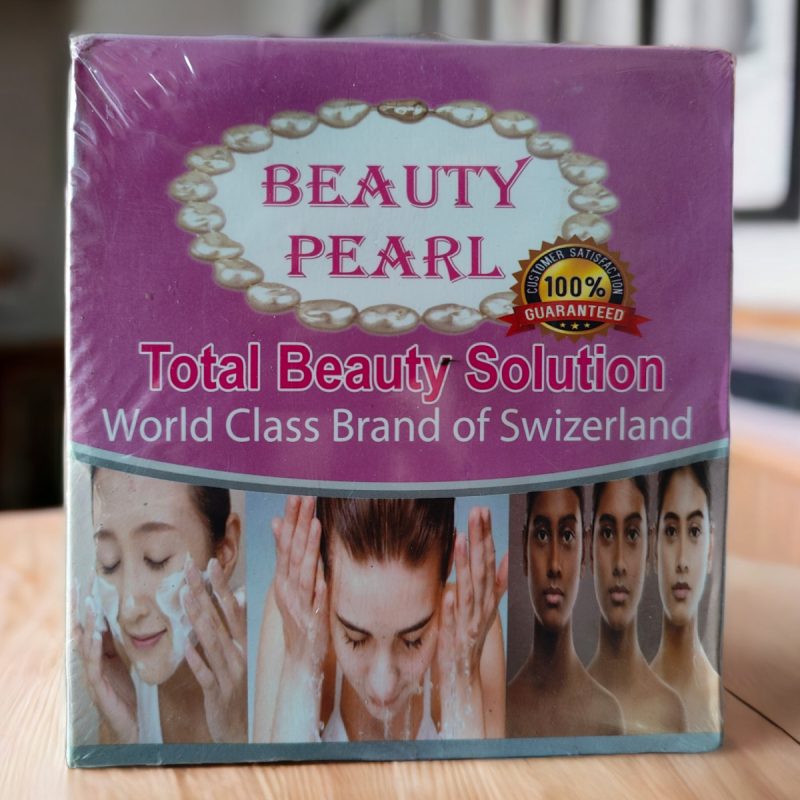 BEAUTY
PEARL
CUSTOMER SATISFACTION
100%
GUARANTEED
Total Beauty Solution
World Class Brand of Swizerland